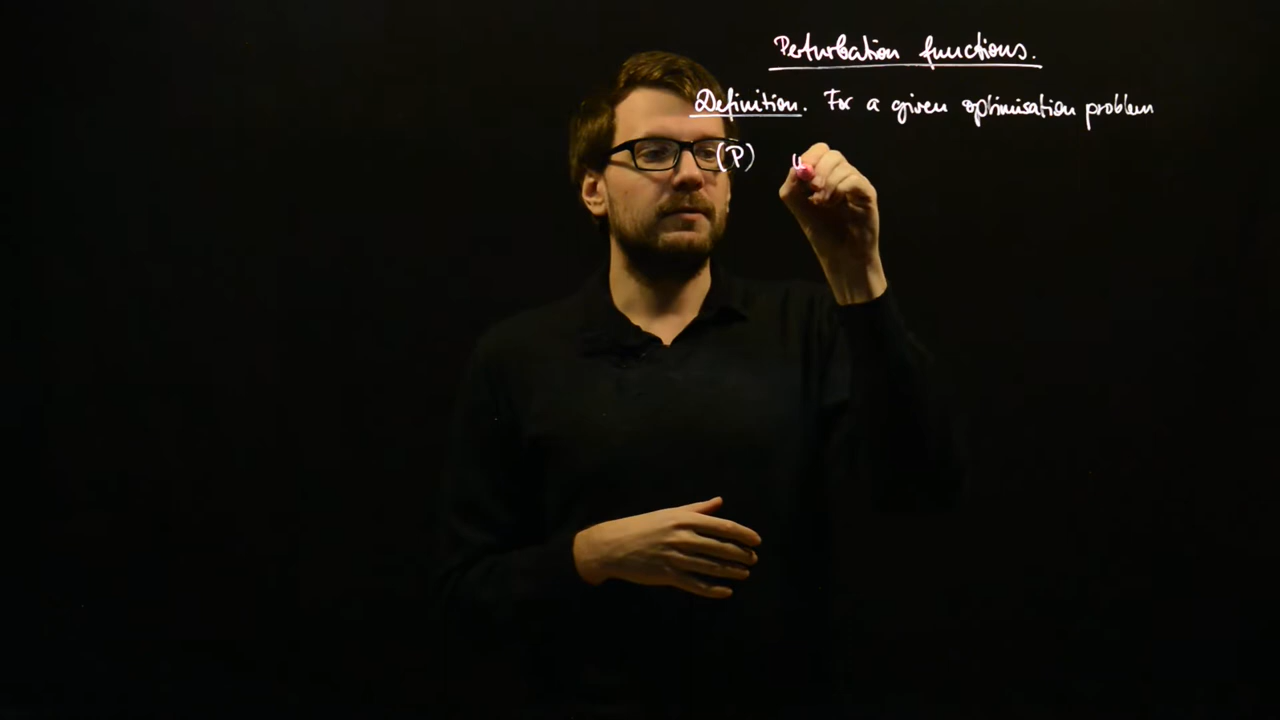 Perturbation functions.
Definition. For a given optimisation problem
(P)